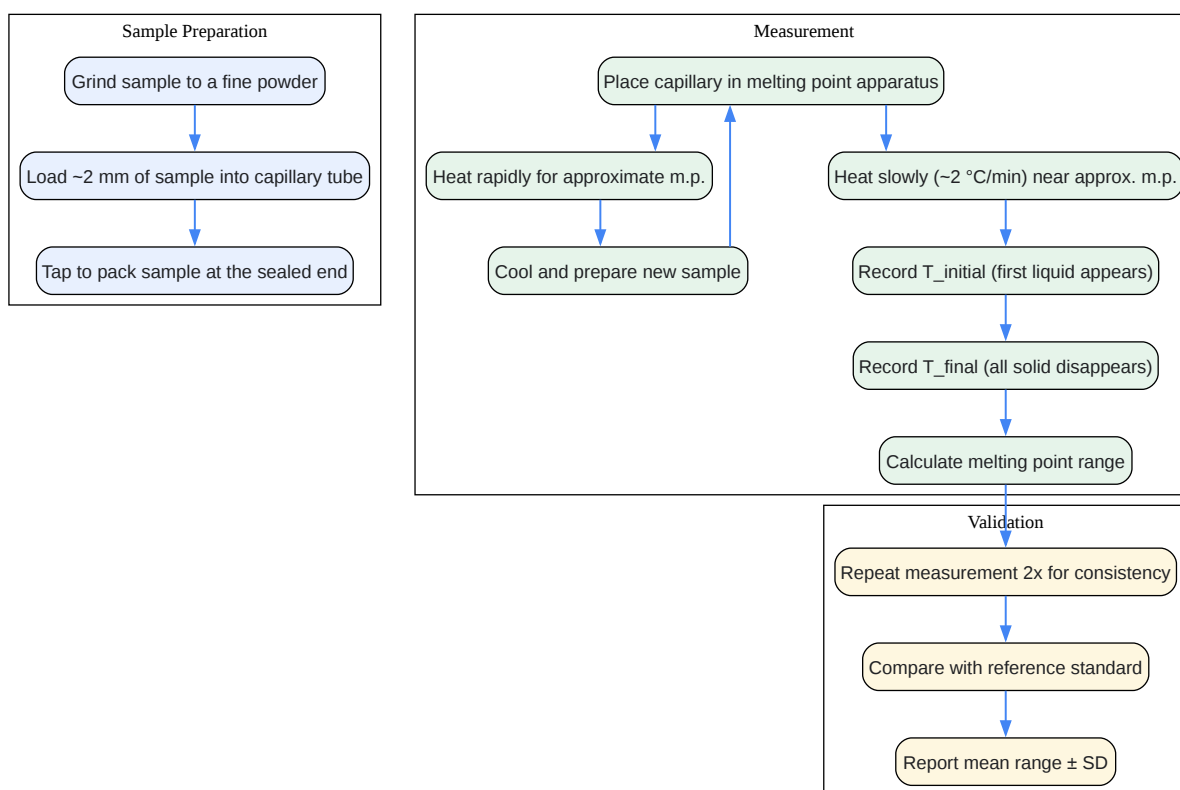 Sample Preparation
Grind sample to a fine powder
Load ~2 mm of sample into capillary tube
Tap to pack sample at the sealed end
Measurement
Place capillary in melting point apparatus
Heat rapidly for approximate m.p.
Cool and prepare new sample
Heat slowly (~2 °C/min) near approx. m.p.
Record T_initial (first liquid appears)
Record T_final (all solid disappears)
Calculate melting point range
Validation
Repeat measurement 2x for consistency
Compare with reference standard
Report mean range ± SD